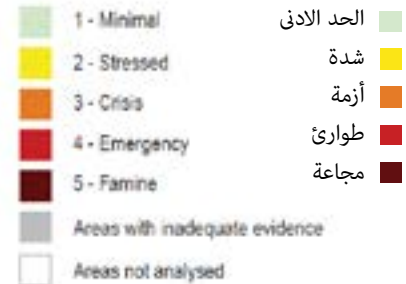 1 - Minimal
2 - Stressed
3 - Crisis
4 - Emergency
5 - Famine
Areas with inadequate evidence
Areas not analysed
الحد الادنى
شدة
أزمة
طوارئ
مجاعة